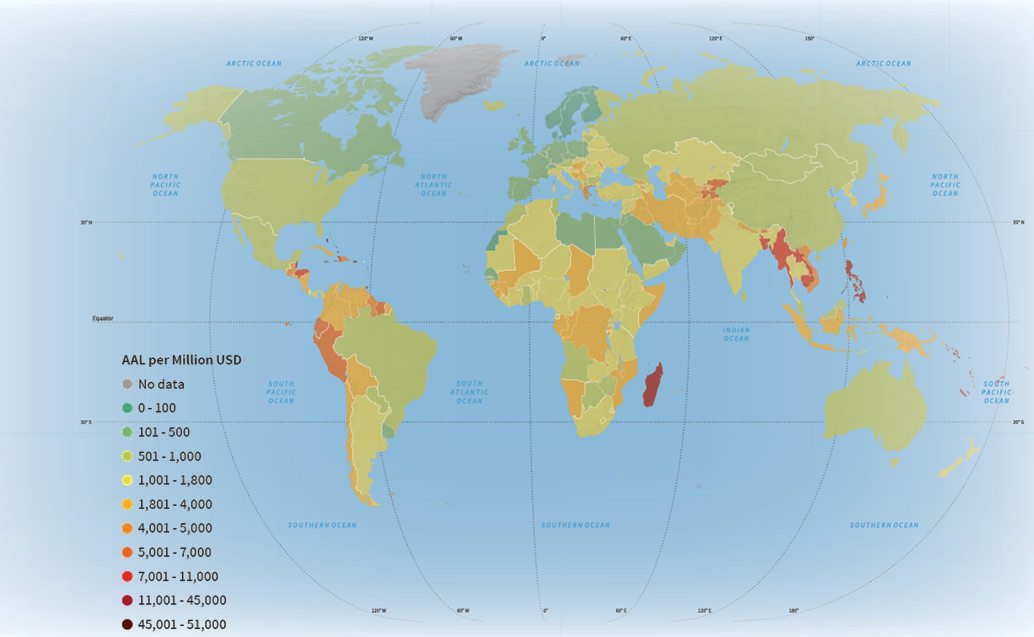 120°W
60°W
0°
60°E
120°E
180°
ARCTIC OCEAN
ARCTIC OCEAN
ARCTIC OCEAN
NORTH
PACIFIC
OCEAN
NORTH
ATLANTIC
OCEAN
NORTH
PACIFIC
OCEAN
30°N
30°N
Equator
INDIAN
OCEAN
AAL per Million USD
No data
0 - 100
101 - 500
501 - 1,000
1,001 - 1,800
1,801 - 4,000
4,001 - 5,000
5,001 - 7,000
7,001 - 11,000
11,001 - 45,000
45,001 - 51,000
SOUTH
PACIFIC
OCEAN
SOUTH
ATLANTIC
OCEAN
SOUTH
PACIFIC
OCEAN
30°S
30°S
SOUTHERN OCEAN
SOUTHERN OCEAN
SOUTHERN OCEAN
120°W
60°W
0°
60°E
120°E
180°